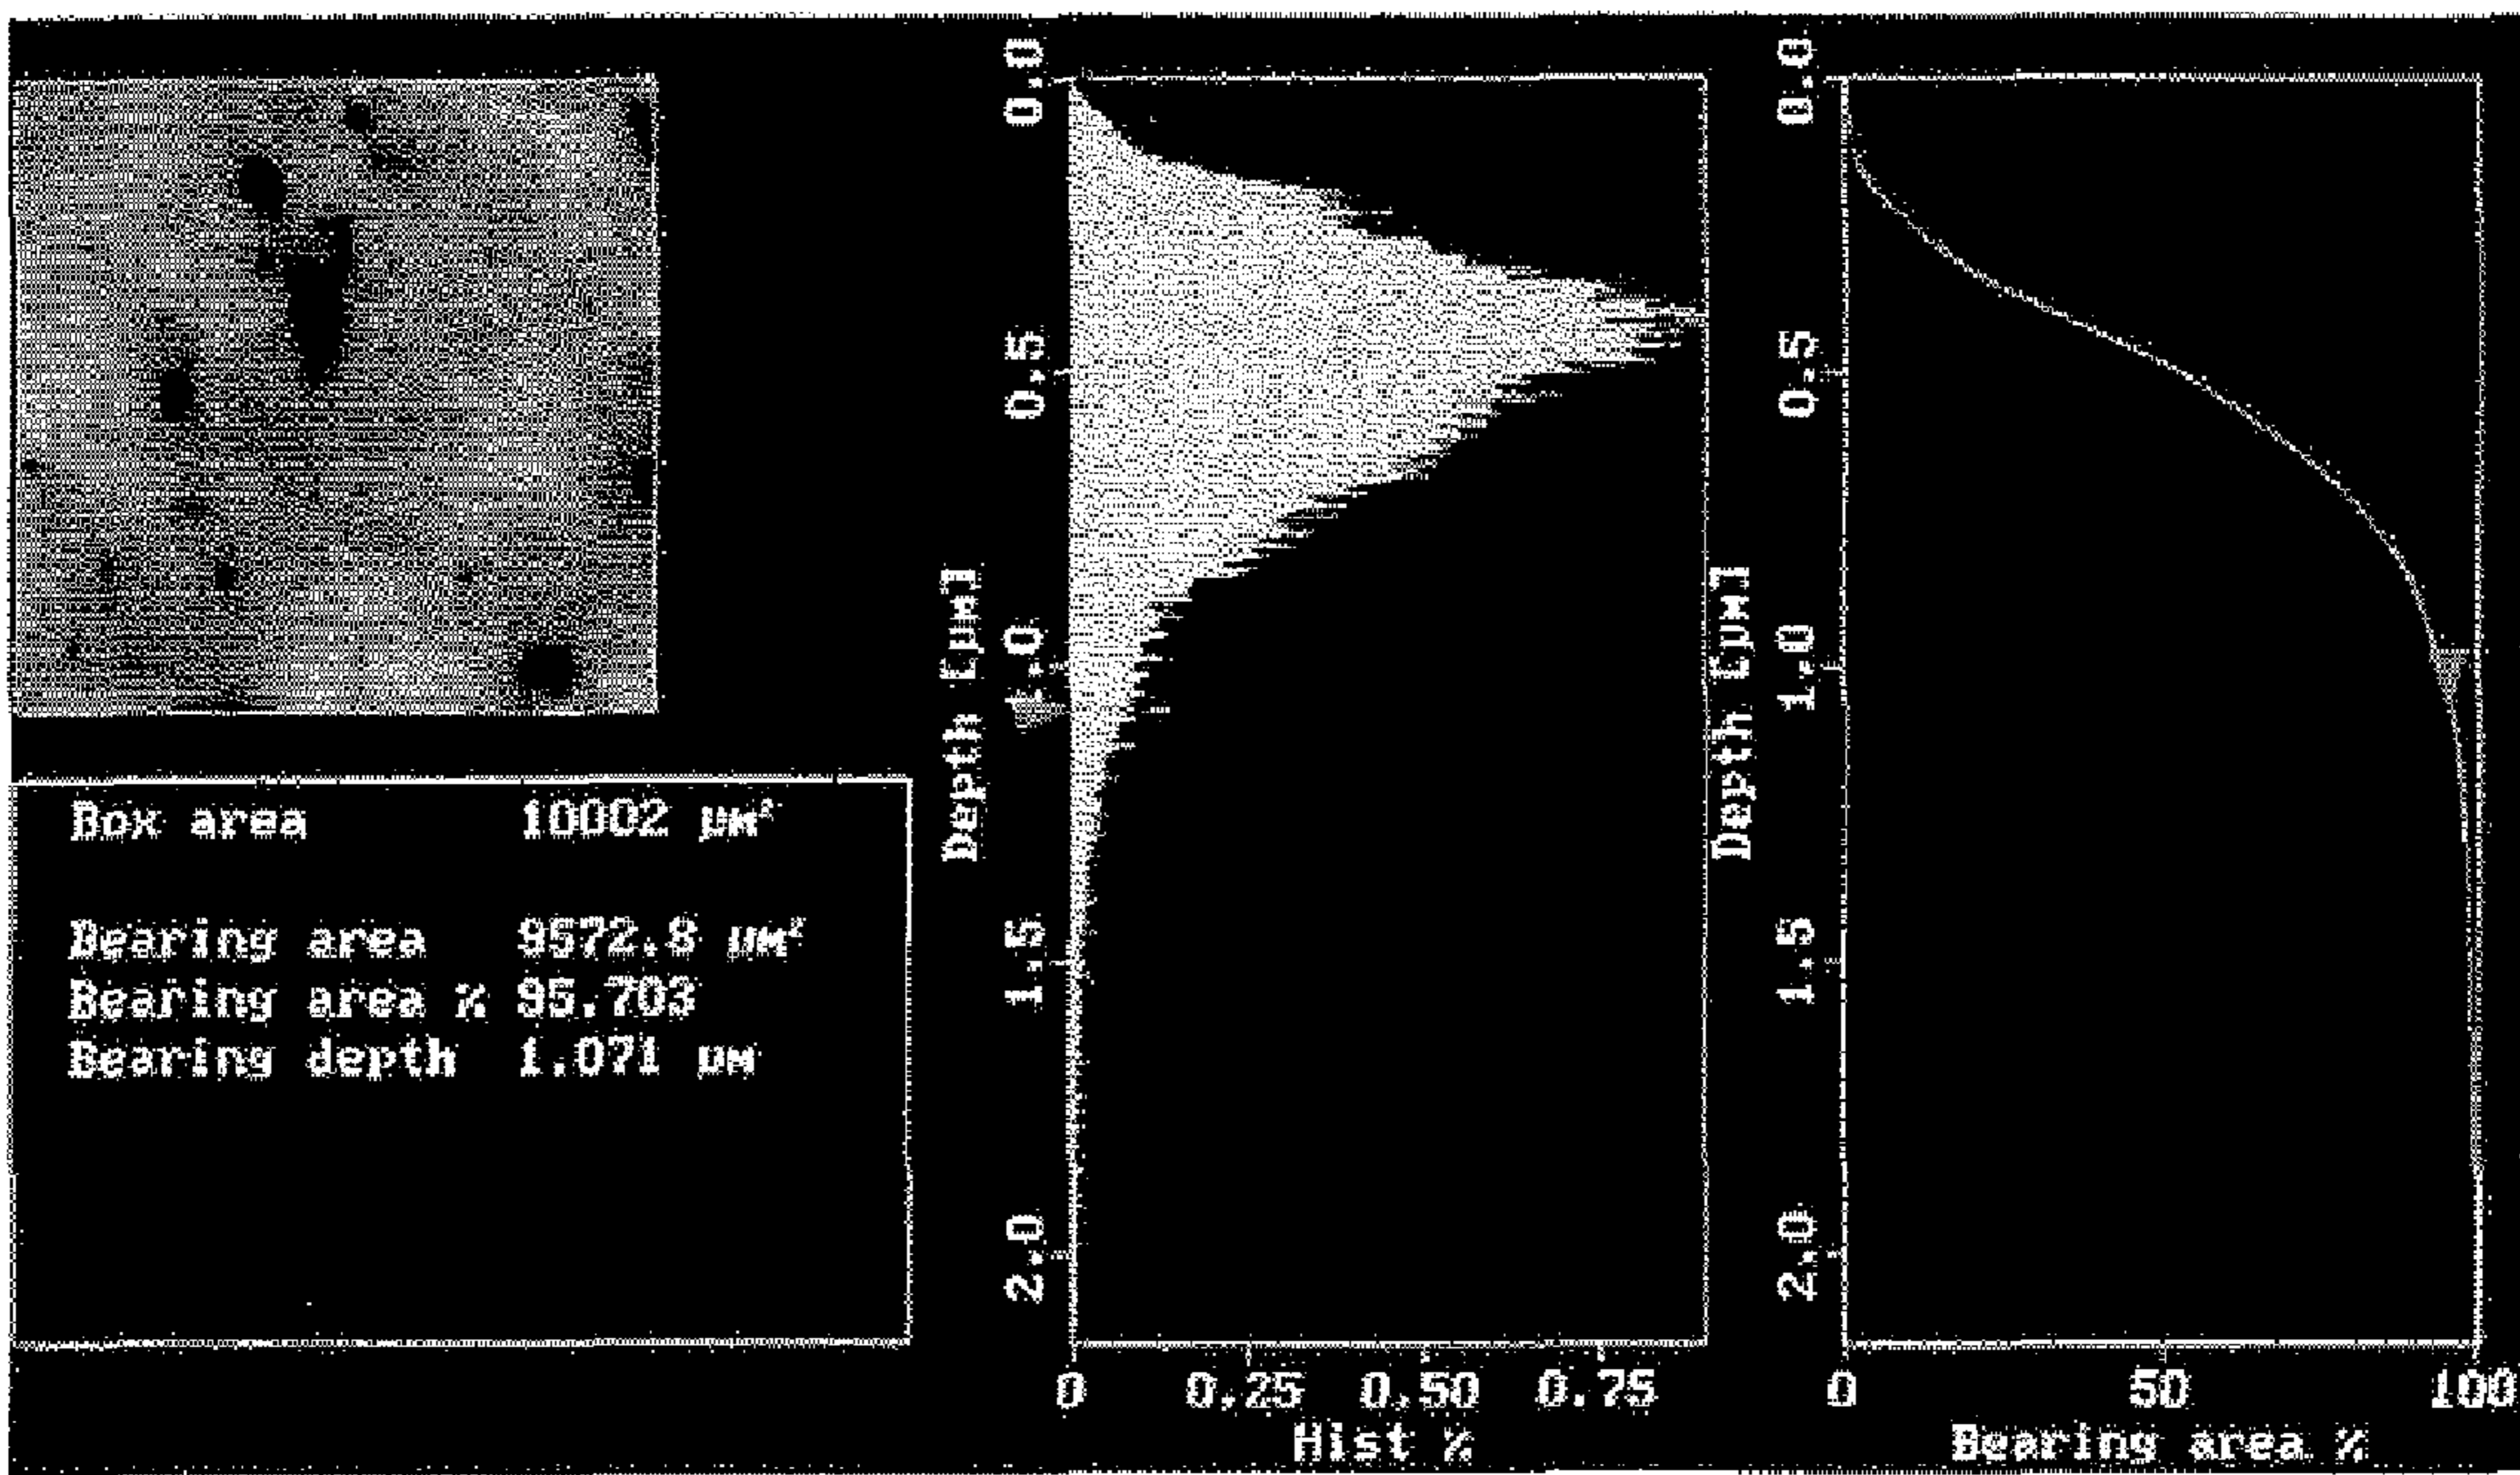 Box area 10002 µm²
Bearing area 9572.8 µm²
Bearing area % 95.703
Bearing depth 1.071 µm
Depth [µm]
0.0
0.5
1.0
1.5
2.0
0 0.25 0.50 0.75
Hist %
Depth [µm]
0.0
0.5
1.0
1.5
2.0
0 50 100
Bearing area %